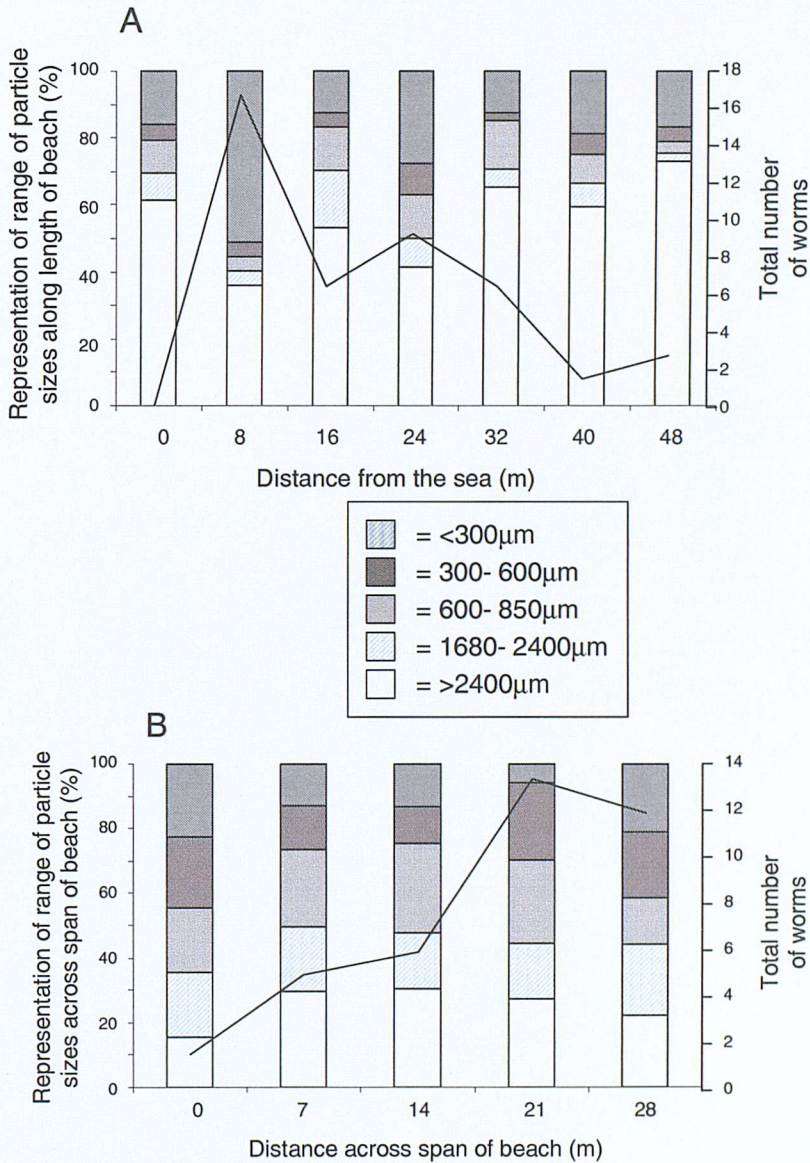 A
Representation of range of particle
sizes along length of beach (%)
100
80
60
40
20
0
18
16
14
12
10
8
6
4
2
0
Total number
of worms
0 8 16 24 32 40 48
Distance from the sea (m)
= <300µm
= 300- 600µm
= 600- 850µm
= 1680- 2400µm
= >2400µm
B
Representation of range of particle
sizes across span of beach (%)
100
80
60
40
20
0
14
12
10
8
6
4
2
0
Total number
of worms
0 7 14 21 28
Distance across span of beach (m)